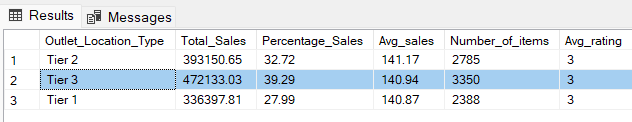 Results Messages
Outlet_Location_Type Total_Sales Percentage_Sales Avg_sales Number_of_items Avg_rating
1 Tier 2 393150.65 32.72 141.17 2785 3
2 Tier 3 472133.03 39.29 140.94 3350 3
3 Tier 1 336397.81 27.99 140.87 2388 3